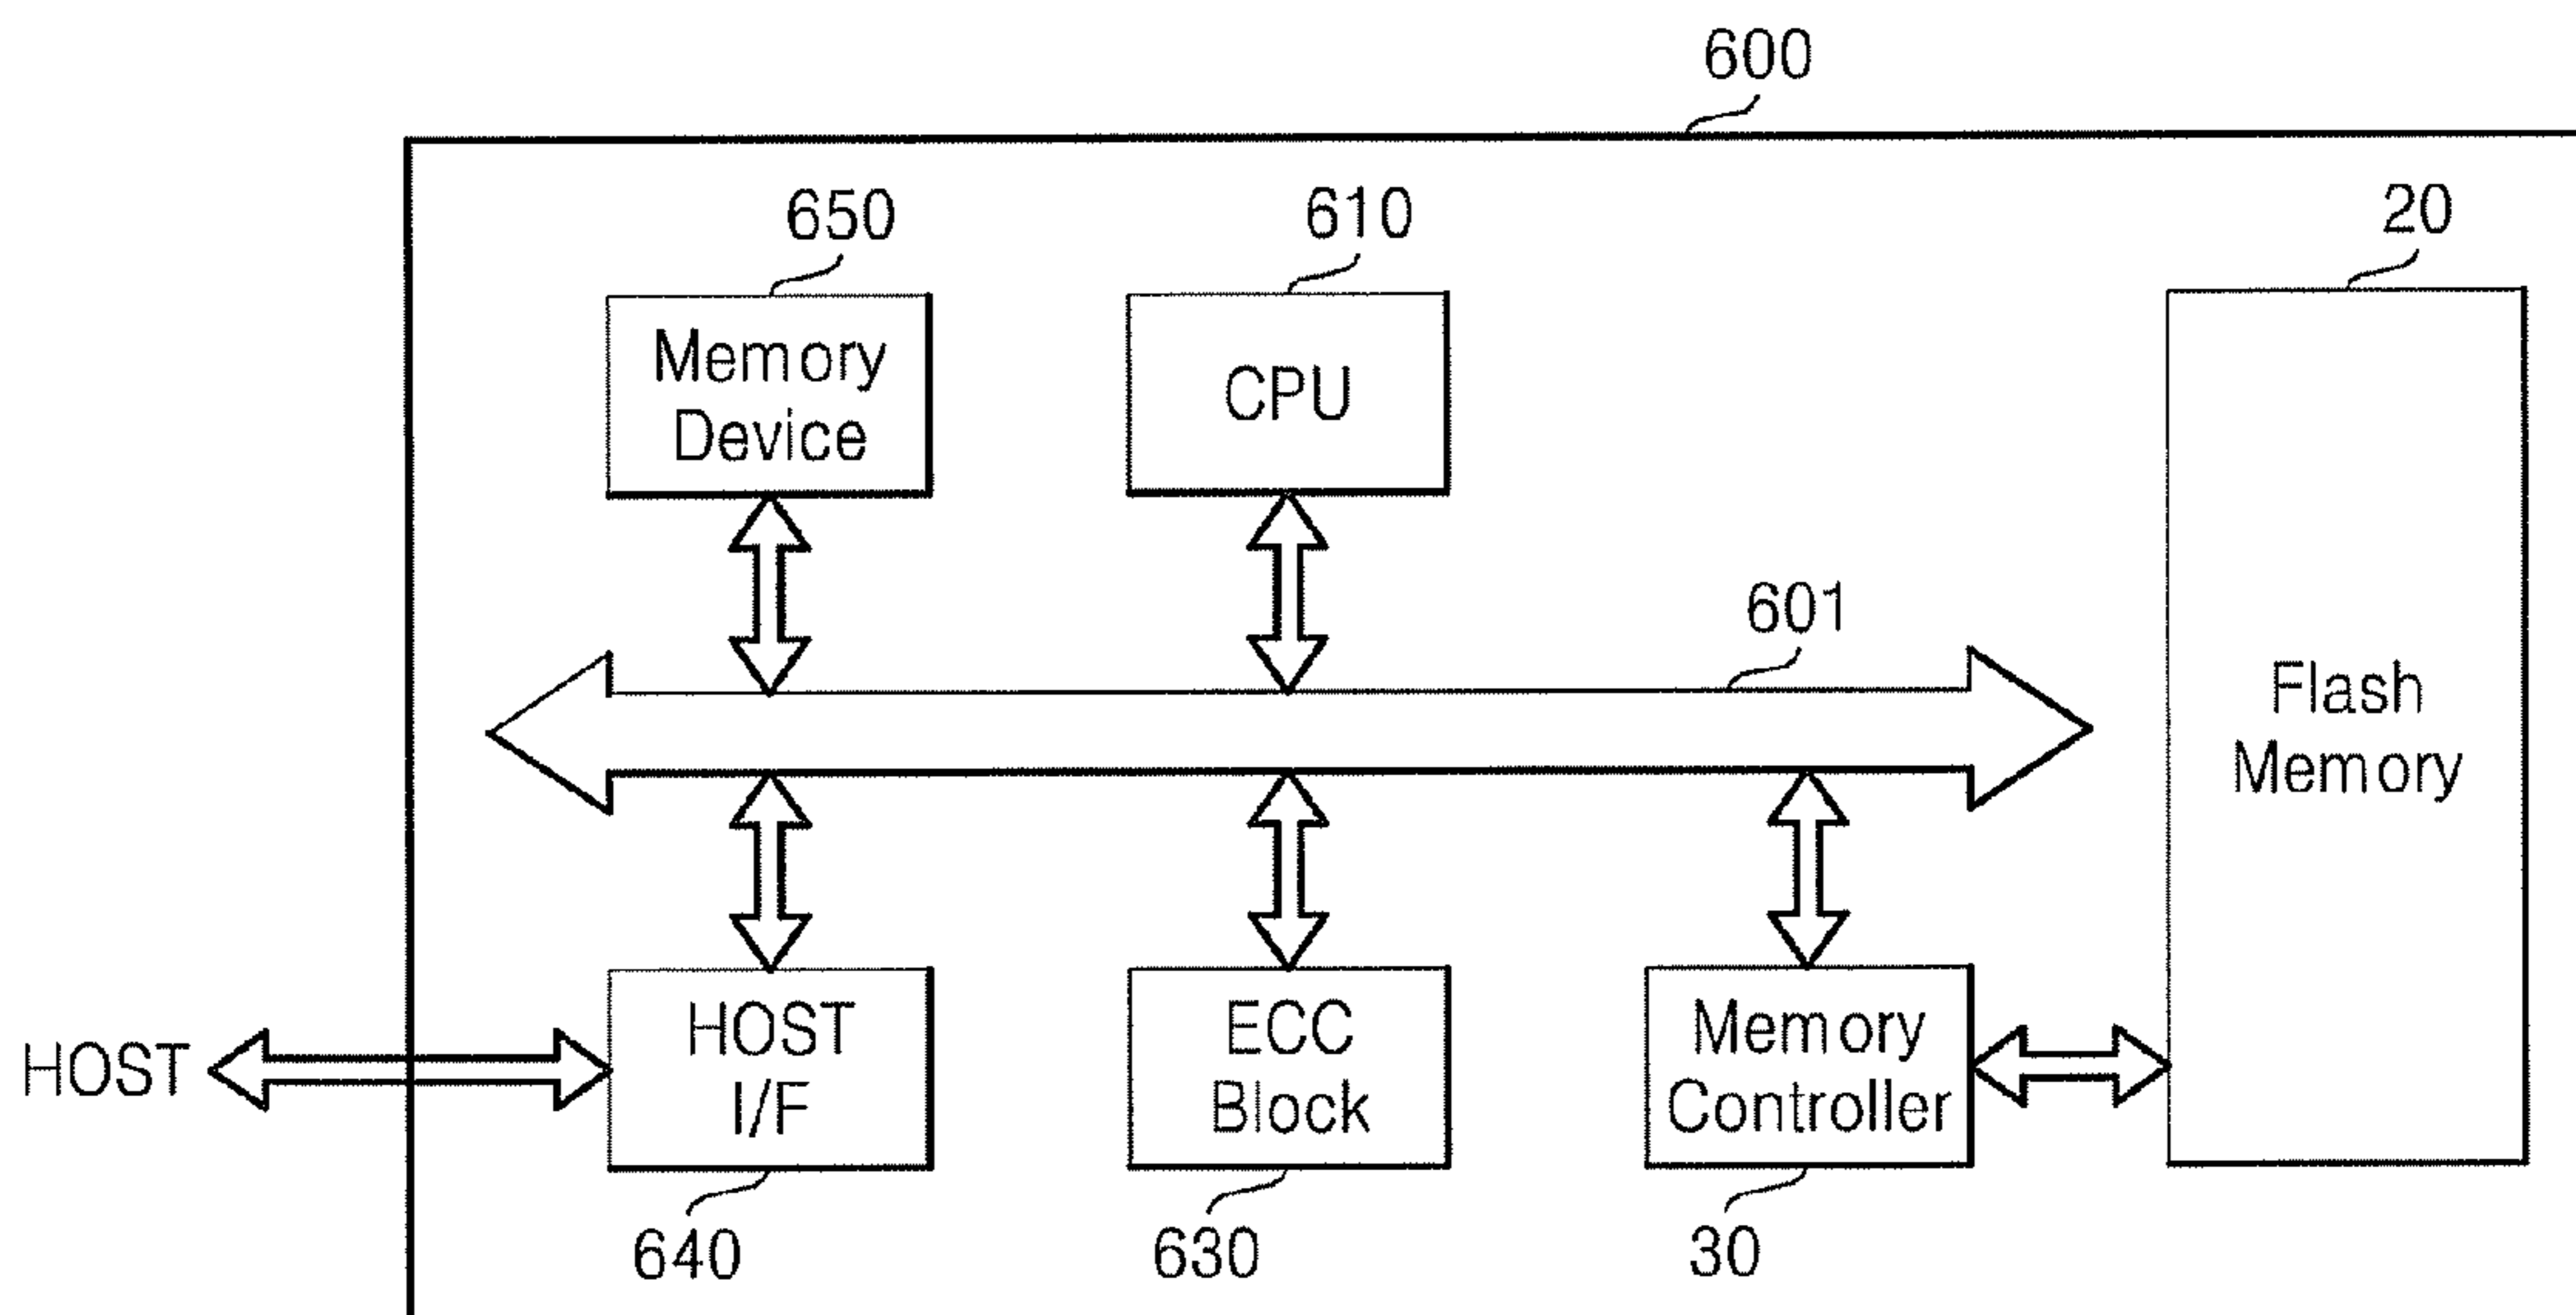 600
650
610
20
Memory
Device
CPU
601
Flash
Memory
HOST
HOST
I/F
ECC
Block
Memory
Controller
640
630
30